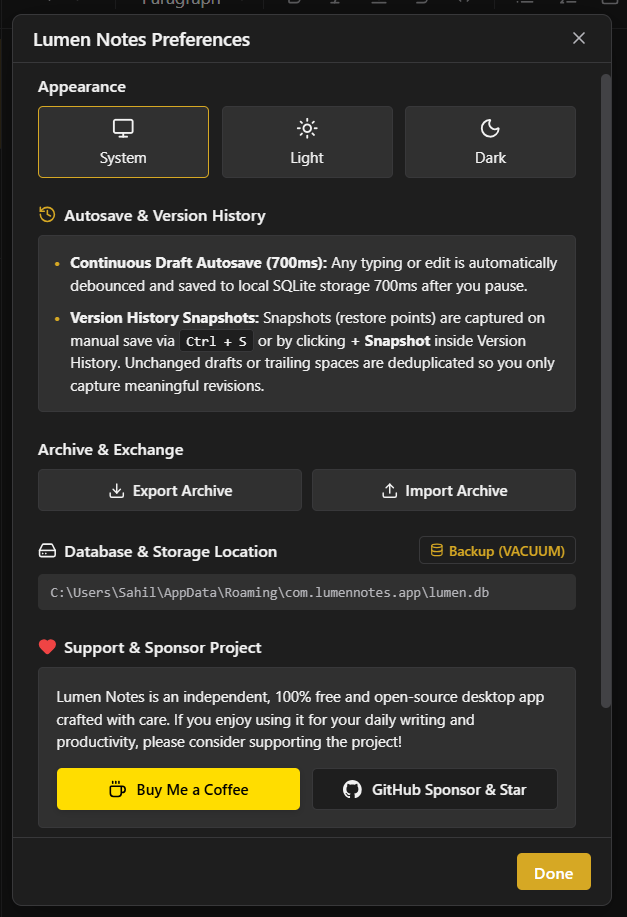 Paragraph
Lumen Notes Preferences
Appearance
System
Light
Dark
Autosave & Version History
• Continuous Draft Autosave (700ms): Any typing or edit is automatically
debounced and saved to local SQLite storage 700ms after you pause.
• Version History Snapshots: Snapshots (restore points) are captured on
manual save via Ctrl + S or by clicking + Snapshot inside Version
History. Unchanged drafts or trailing spaces are deduplicated so you only
capture meaningful revisions.
Archive & Exchange
Export Archive
Import Archive
Database & Storage Location
Backup (VACUUM)
C:\Users\Sahil\AppData\Roaming\com.lumennotes.app\lumen.db
Support & Sponsor Project
Lumen Notes is an independent, 100% free and open-source desktop app
crafted with care. If you enjoy using it for your daily writing and
productivity, please consider supporting the project!
Buy Me a Coffee
GitHub Sponsor & Star
Done